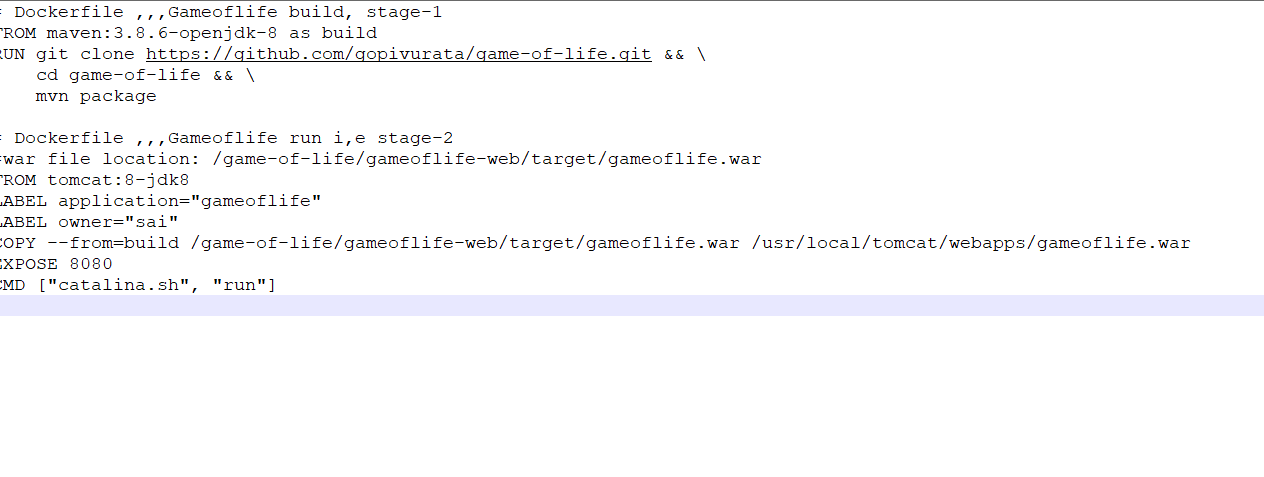 # Dockerfile ,,,Gameoflife build, stage-1
FROM maven:3.8.6-openjdk-8 as build
RUN git clone https://github.com/gopivurata/game-of-life.git && \
    cd game-of-life && \
    mvn package

# Dockerfile ,,,Gameoflife run i,e stage-2
#war file location: /game-of-life/gameoflife-web/target/gameoflife.war
FROM tomcat:8-jdk8
LABEL application="gameoflife"
LABEL owner="sai"
COPY --from=build /game-of-life/gameoflife-web/target/gameoflife.war /usr/local/tomcat/webapps/gameoflife.war
EXPOSE 8080
CMD ["catalina.sh", "run"]